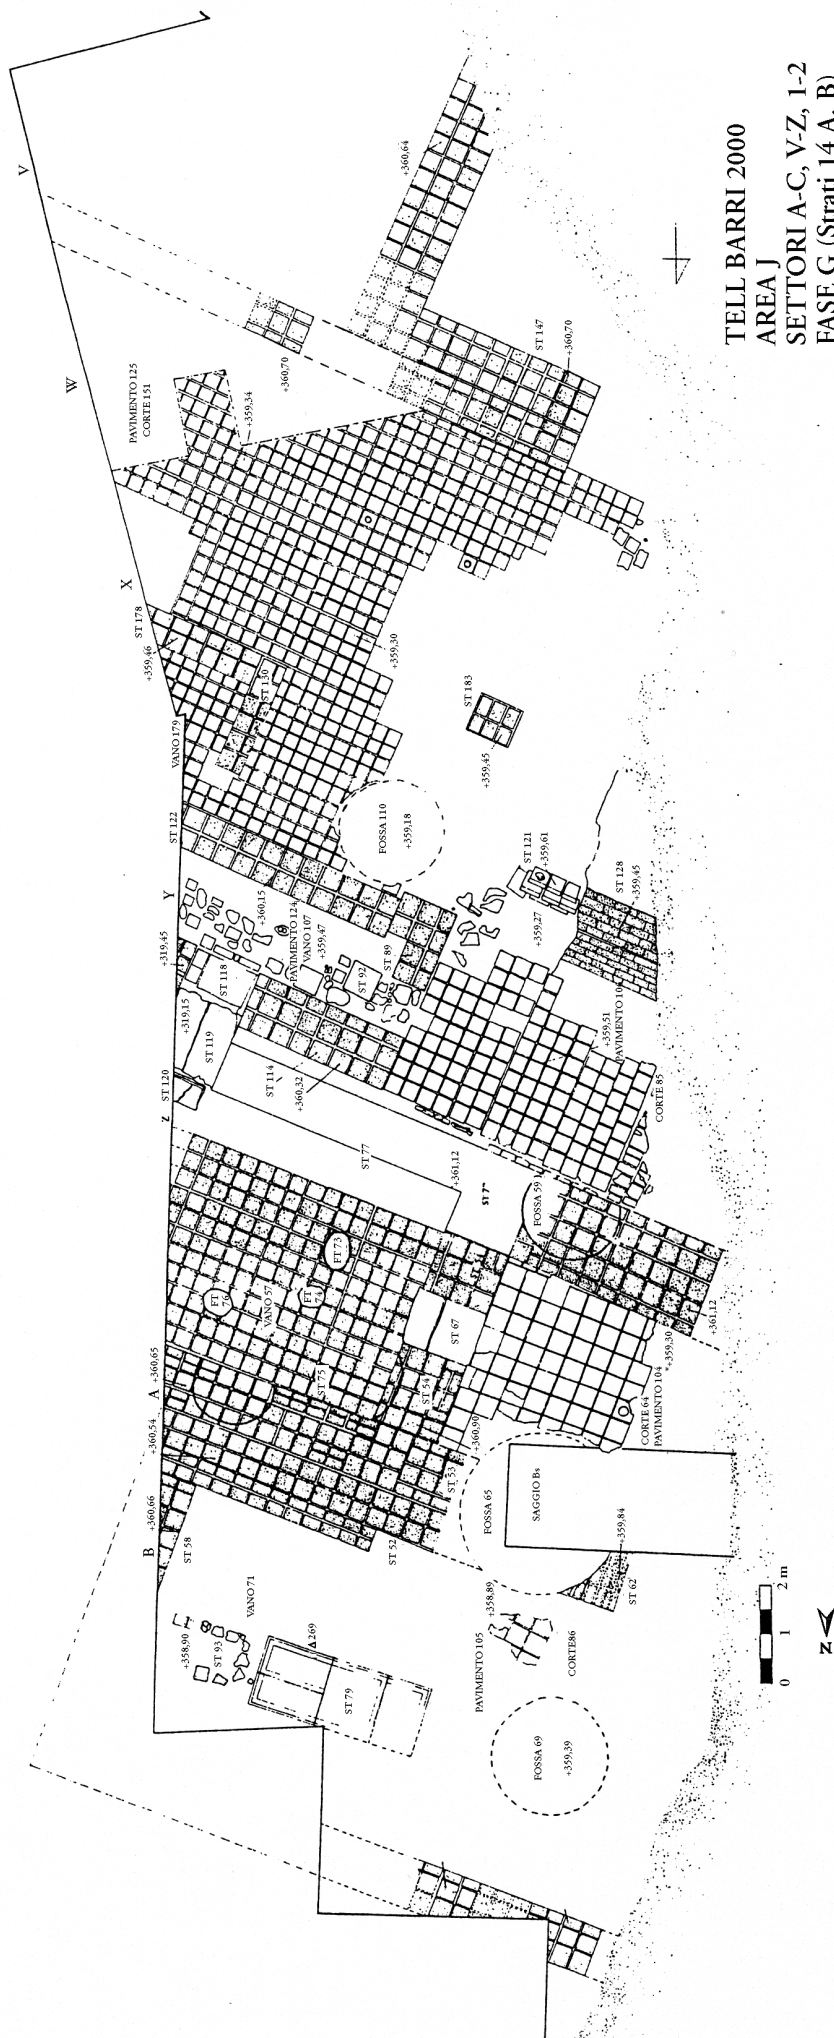 TELL BARRI 2000
AREA J
SETTORI A-C, V-Z, 1-2
FASE G (Strati 14 A, B)
V
W
X
Y
Z
A
B
+360,64
ST 147
+360,70
+360,70
PAVIMENTO 125
CORTE 151
+359,34
ST 178
+359,46
ST 130
+359,30
VANO 179
ST 183
+359,45
ST 122
FOSSA 110
+359,18
ST 121
+359,61
ST 128
+359,45
+359,27
+360,15
PAVIMENTO 124
VANO 107
+359,47
ST 89
ST 92
+319,45
ST 118
+319,15
ST 119
ST 120
ST 114
+360,32
+359,51
CORTE 85
ST 77
+361,12
FOSSA 59
FT 73
VANO 57
ST 67
+361,12
+359,30
+360,65
ST 75
ST 54
CORTE 64
PAVIMENTO 104
+360,54
+360,90
ST 53
+360,66
ST 58
ST 52
FOSSA 65
SAGGIO Bs
+359,84
ST 62
VANO 71
+358,90
ST 93
Δ269
ST 79
+358,89
PAVIMENTO 105
CORTE86
FOSSA 69
+359,39
0 1 2 m
N